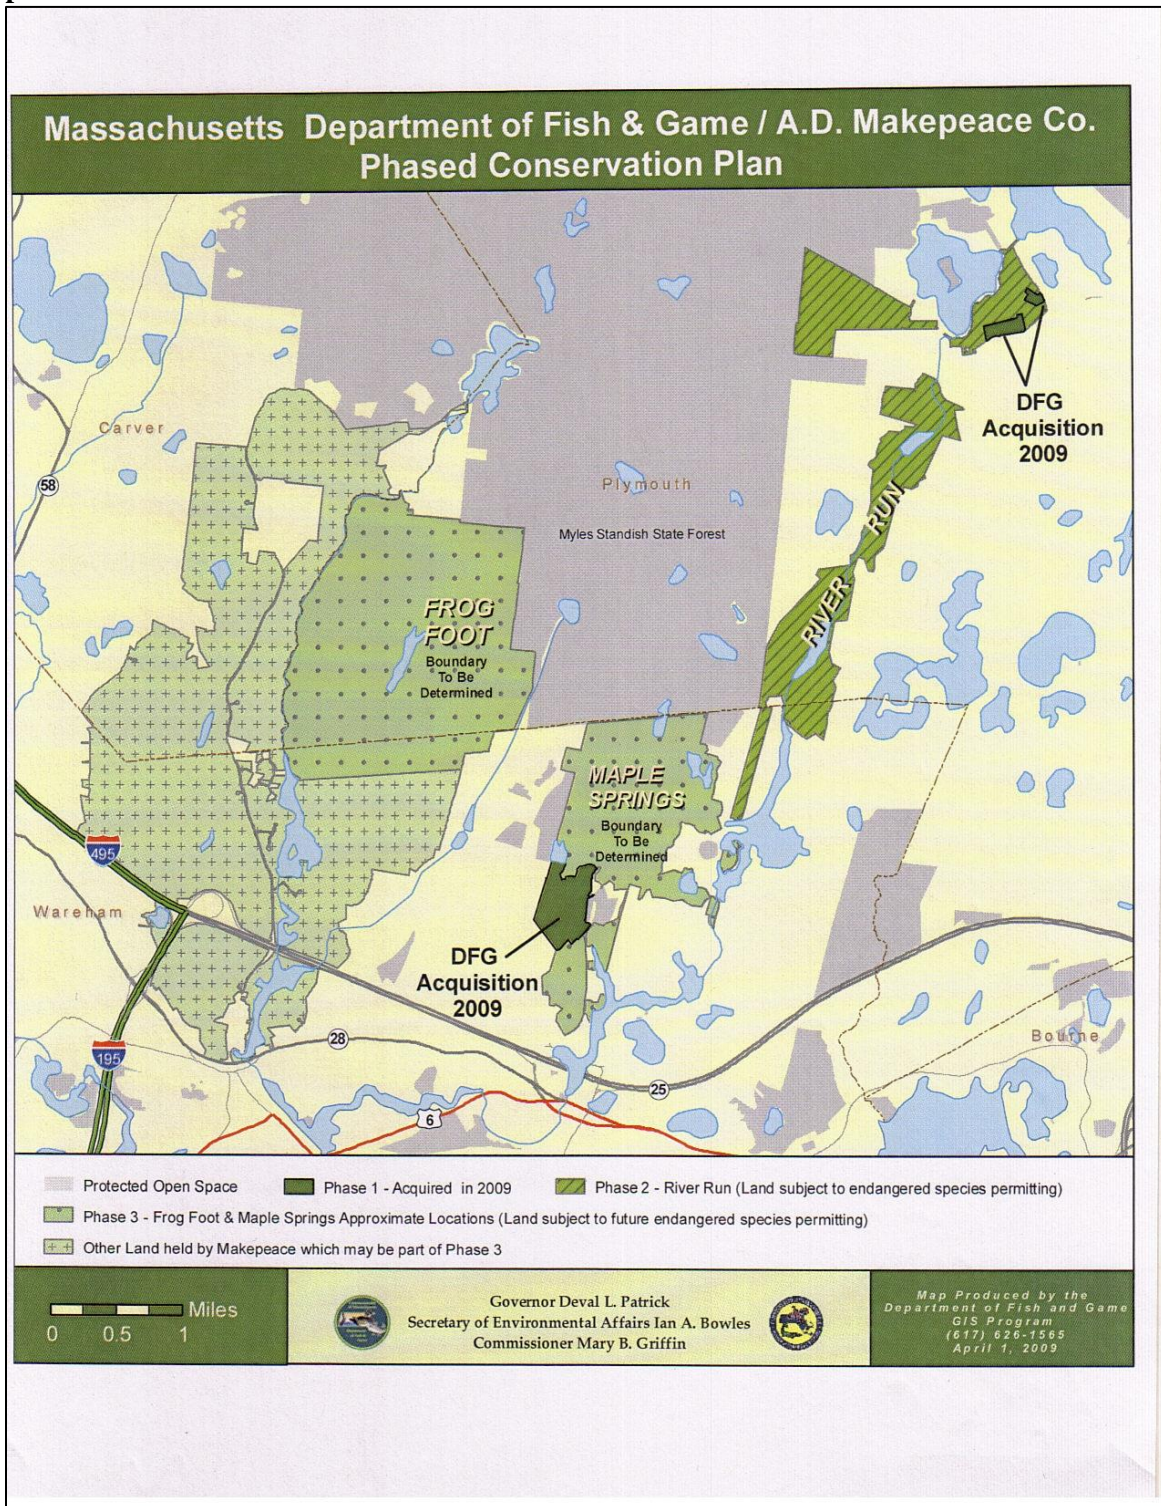 Massachusetts Department of Fish & Game / A.D. Makepeace Co.
Phased Conservation Plan
DFG
Acquisition
2009
Carver
58
Plymouth
Myles Standish State Forest
RIVER RUN
FROG
FOOT
Boundary
To Be
Determined
MAPLE
SPRINGS
Boundary
To Be
Determined
495
Wareham
DFG
Acquisition
2009
28
195
25
Bourne
6
Protected Open Space
Phase 1 - Acquired in 2009
Phase 2 - River Run (Land subject to endangered species permitting)
Phase 3 - Frog Foot & Maple Springs Approximate Locations (Land subject to future endangered species permitting)
Other Land held by Makepeace which may be part of Phase 3
Miles
0 0.5 1
Governor Deval L. Patrick
Secretary of Environmental Affairs Ian A. Bowles
Commissioner Mary B. Griffin
Map Produced by the
Department of Fish and Game
GIS Program
(617) 626-1565
April 1, 2009